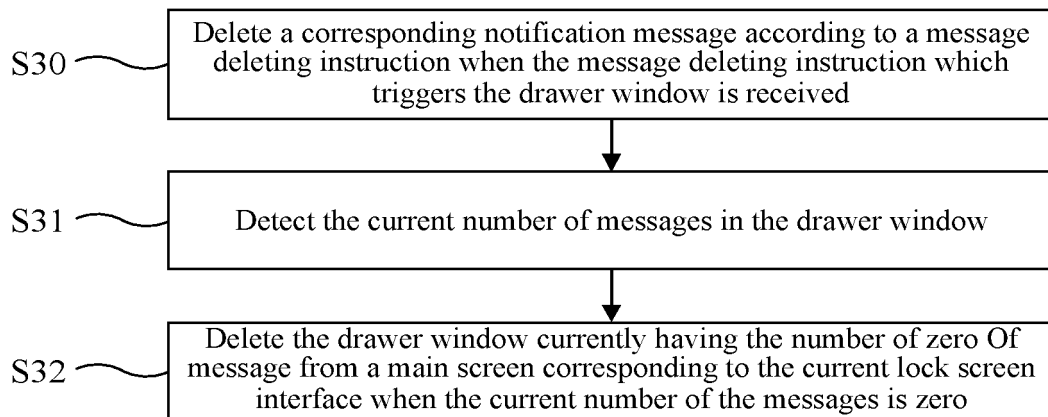 S30
Delete a corresponding notification message according to a message
deleting instruction when the message deleting instruction which
triggers the drawer window is received
S31
Detect the current number of messages in the drawer window
S32
Delete the drawer window currently having the number of zero Of
message from a main screen corresponding to the current lock screen
interface when the current number of the messages is zero